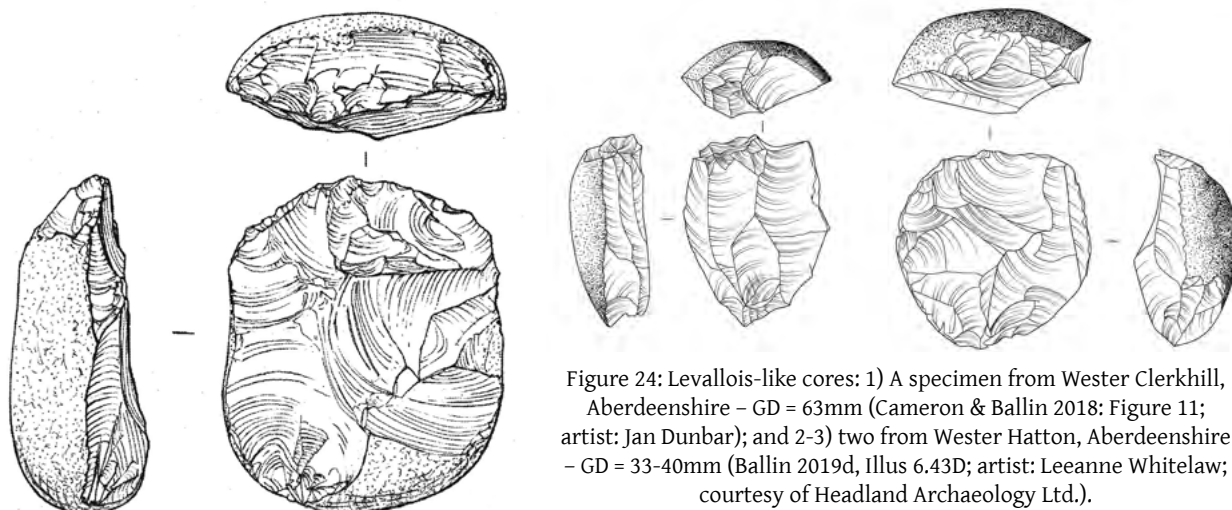 Figure 24: Levallois-like cores: 1) A specimen from Wester Clerkhill,
Aberdeenshire – GD = 63mm (Cameron & Ballin 2018: Figure 11;
artist: Jan Dunbar); and 2-3) two from Wester Hatton, Aberdeenshire
– GD = 33-40mm (Ballin 2019d, Illus 6.43D; artist: Leeanne Whitelaw;
courtesy of Headland Archaeology Ltd.).